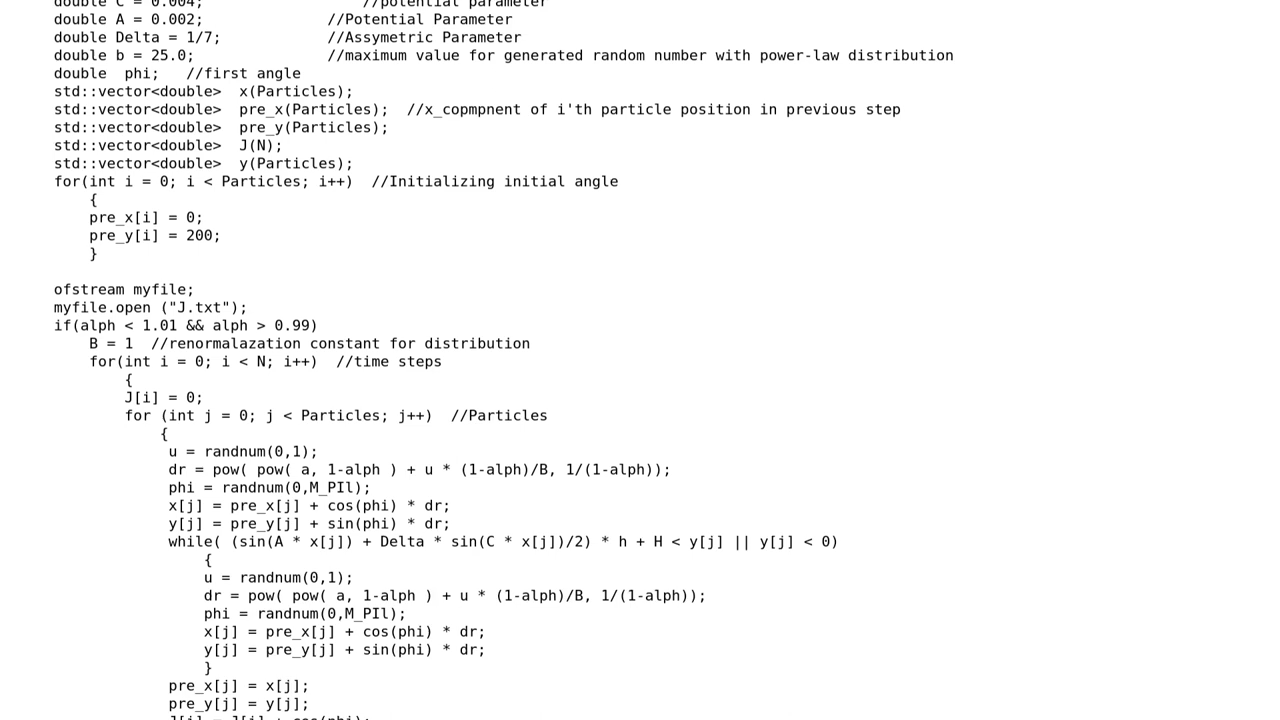 double C = 0.004; //potential parameter
double A = 0.002; //Potential Parameter
double Delta = 1/7; //Assymetric Parameter
double b = 25.0; //maximum value for generated random number with power-law distribution
double phi; //first angle
std::vector<double> x(Particles);
std::vector<double> pre_x(Particles); //x_copmpnent of i'th particle position in previous step
std::vector<double> pre_y(Particles);
std::vector<double> J(N);
std::vector<double> y(Particles);
for(int i = 0; i < Particles; i++) //Initializing initial angle
{
pre_x[i] = 0;
pre_y[i] = 200;
}
ofstream myfile;
myfile.open ("J.txt");
if(alph < 1.01 && alph > 0.99)
B = 1 //renormalazation constant for distribution
for(int i = 0; i < N; i++) //time steps
{
J[i] = 0;
for (int j = 0; j < Particles; j++) //Particles
{
u = randnum(0,1);
dr = pow( pow( a, 1-alph ) + u * (1-alph)/B, 1/(1-alph));
phi = randnum(0,M_PIl);
x[j] = pre_x[j] + cos(phi) * dr;
y[j] = pre_y[j] + sin(phi) * dr;
while( (sin(A * x[j]) + Delta * sin(C * x[j])/2) * h + H < y[j] || y[j] < 0)
{
u = randnum(0,1);
dr = pow( pow( a, 1-alph ) + u * (1-alph)/B, 1/(1-alph));
phi = randnum(0,M_PIl);
x[j] = pre_x[j] + cos(phi) * dr;
y[j] = pre_y[j] + sin(phi) * dr;
}
pre_x[j] = x[j];
pre_y[j] = y[j];
J[i] = J[i] + cos(phi);